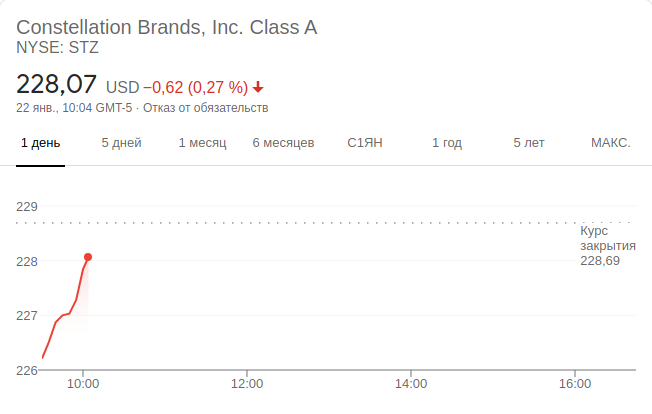 Constellation Brands, Inc. Class A
NYSE: STZ
228,07 USD −0,62 (0,27 %)
22 янв., 10:04 GMT-5 · Отказ от обязательств
1 день 5 дней 1 месяц 6 месяцев С1ЯН 1 год 5 лет МАКС.
229
Курс
закрытия
228,69
228
227
226
10:00 12:00 14:00 16:00